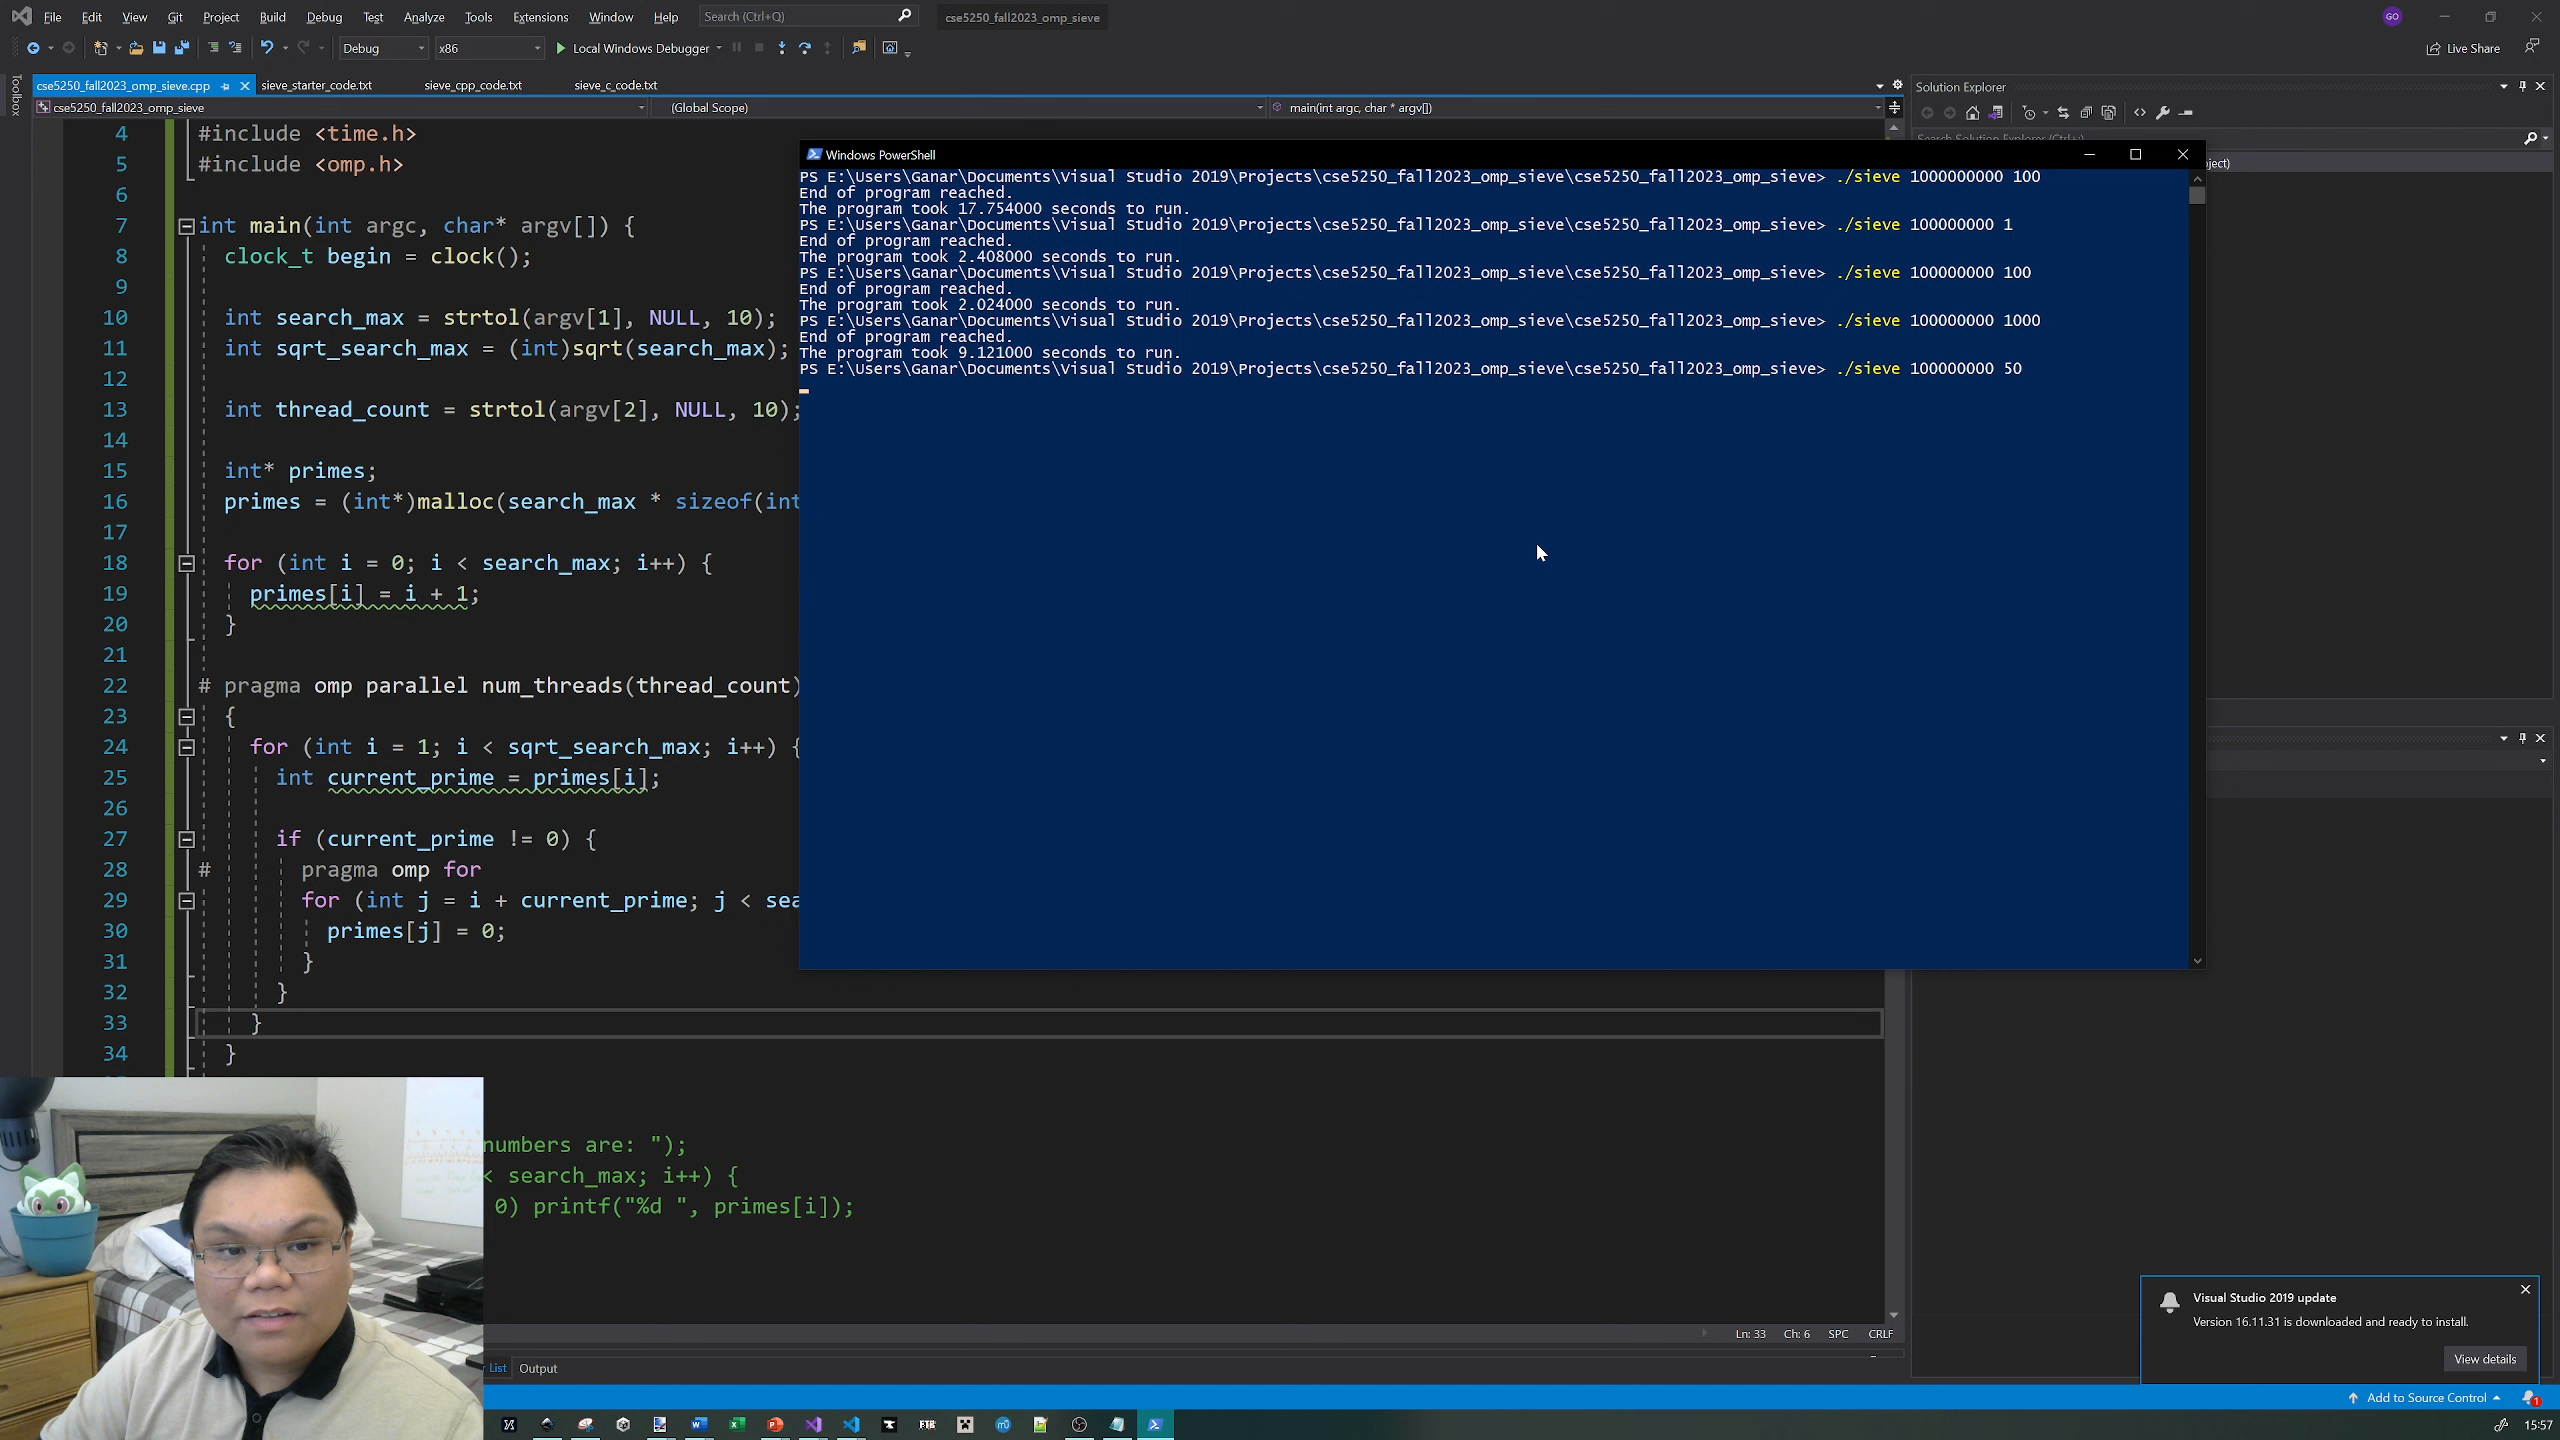 File Edit View Git Project Build Debug Test Analyze Tools Extensions Window Help Search (Ctrl+Q) cse5250_fall2023_omp_sieve GO
Debug x86 Local Windows Debugger Live Share
Toolbox
cse5250_fall2023_omp_sieve.cpp sieve_starter_code.txt sieve_cpp_code.txt sieve_c_code.txt
cse5250_fall2023_omp_sieve (Global Scope) main(int argc, char * argv[])
Solution Explorer
Search Solution Explorer (Ctrl+;)
4 #include <time.h>
5 #include <omp.h>
6
7 int main(int argc, char* argv[]) {
8 clock_t begin = clock();
9
10 int search_max = strtol(argv[1], NULL, 10);
11 int sqrt_search_max = (int)sqrt(search_max);
12
13 int thread_count = strtol(argv[2], NULL, 10);
14
15 int* primes;
16 primes = (int*)malloc(search_max * sizeof(int
17
18 for (int i = 0; i < search_max; i++) {
19 primes[i] = i + 1;
20 }
21
22 # pragma omp parallel num_threads(thread_count)
23 {
24 for (int i = 1; i < sqrt_search_max; i++) {
25 int current_prime = primes[i];
26
27 if (current_prime != 0) {
28 # pragma omp for
29 for (int j = i + current_prime; j < sea
30 primes[j] = 0;
31 }
32 }
33 }
34 }
numbers are: ");
< search_max; i++) {
0) printf("%d ", primes[i]);
Windows PowerShell
PS E:\Users\Ganar\Documents\Visual Studio 2019\Projects\cse5250_fall2023_omp_sieve\cse5250_fall2023_omp_sieve> ./sieve 1000000000 100
End of program reached.
The program took 17.754000 seconds to run.
PS E:\Users\Ganar\Documents\Visual Studio 2019\Projects\cse5250_fall2023_omp_sieve\cse5250_fall2023_omp_sieve> ./sieve 100000000 1
End of program reached.
The program took 2.408000 seconds to run.
PS E:\Users\Ganar\Documents\Visual Studio 2019\Projects\cse5250_fall2023_omp_sieve\cse5250_fall2023_omp_sieve> ./sieve 100000000 100
End of program reached.
The program took 2.024000 seconds to run.
PS E:\Users\Ganar\Documents\Visual Studio 2019\Projects\cse5250_fall2023_omp_sieve\cse5250_fall2023_omp_sieve> ./sieve 100000000 1000
End of program reached.
The program took 9.121000 seconds to run.
PS E:\Users\Ganar\Documents\Visual Studio 2019\Projects\cse5250_fall2023_omp_sieve\cse5250_fall2023_omp_sieve> ./sieve 100000000 50
ject)
Visual Studio 2019 update
Version 16.11.31 is downloaded and ready to install.
View details
Ln: 33 Ch: 6 SPC CRLF
r List Output
Add to Source Control 1
FTB
15:57